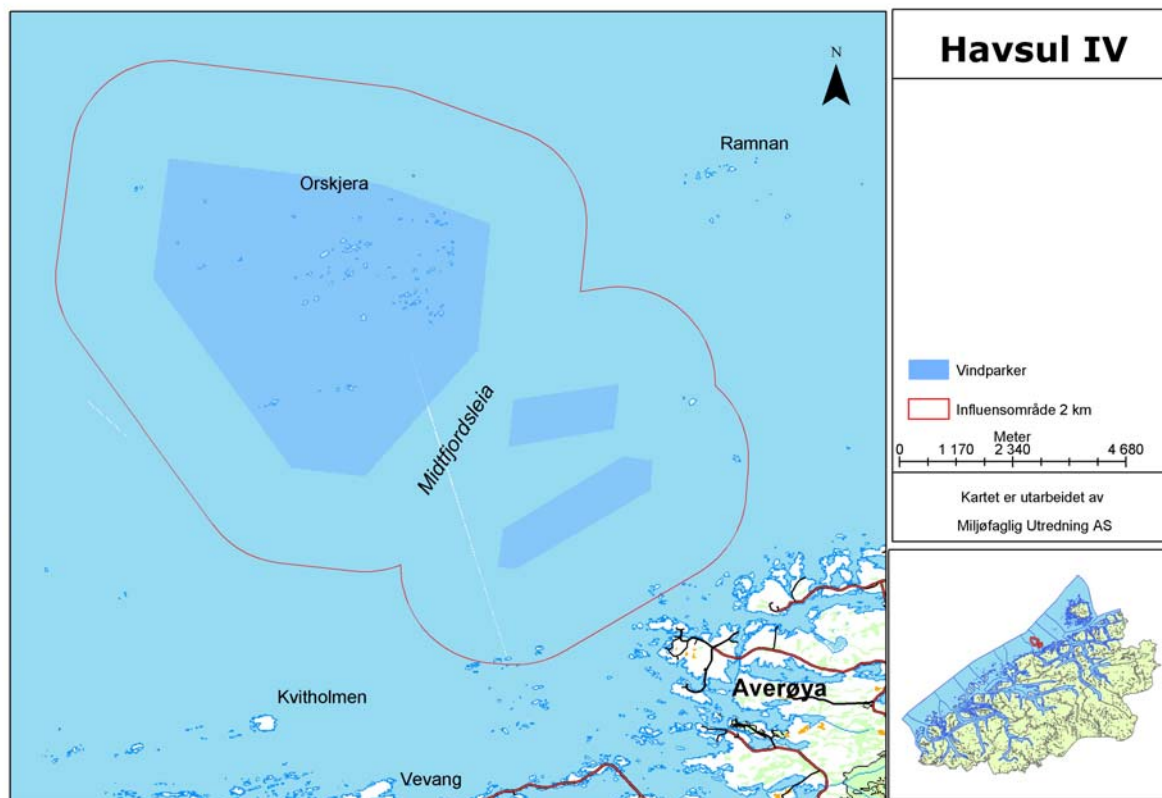 Havsul IV
N
Ramnan
Orskjera
Midtfjordsleia
Averøya
Kvitholmen
Vevang
Vindparker
Influensområde 2 km
Meter
0 1 170 2 340 4 680
Kartet er utarbeidet av
Miljøfaglig Utredning AS